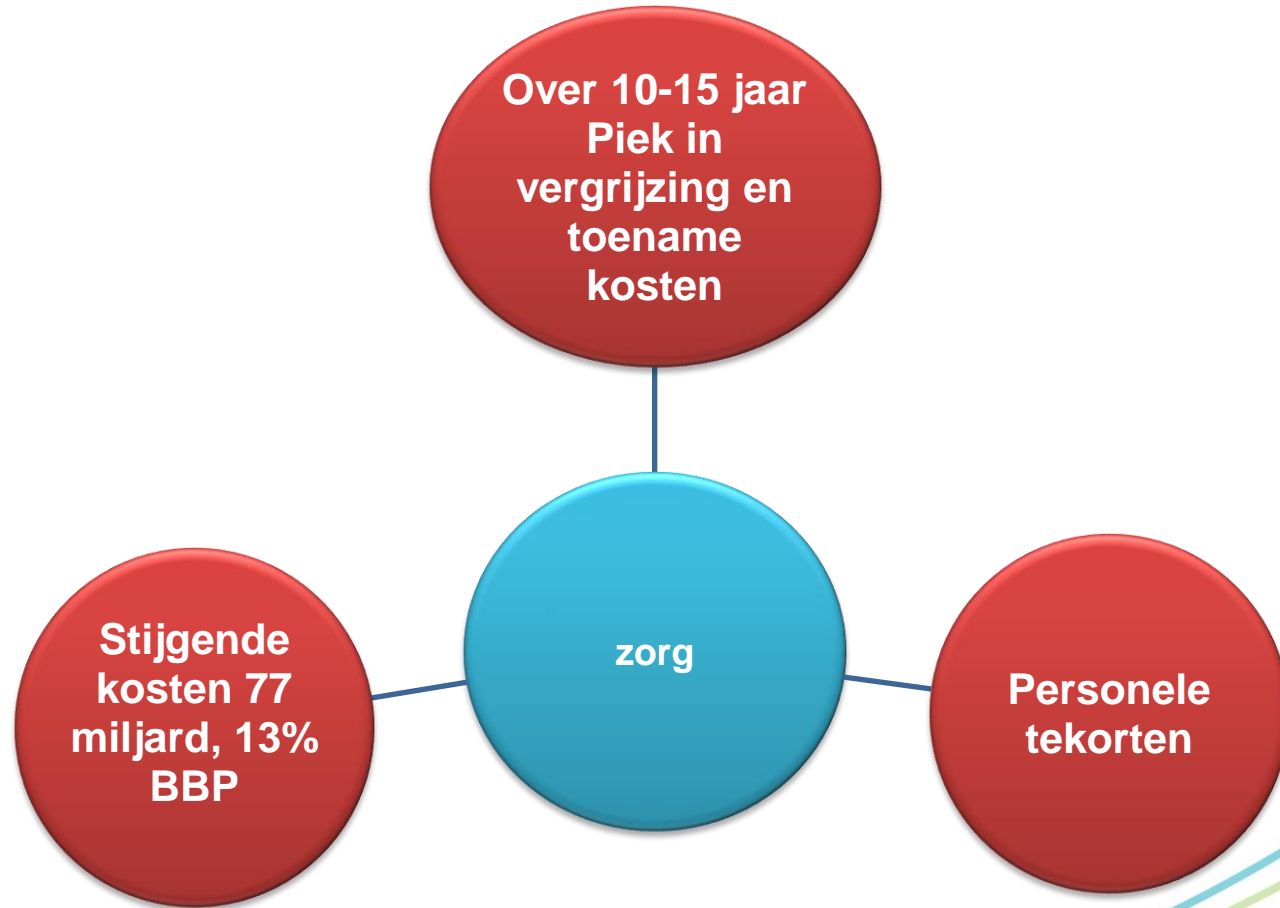 Over 10-15 jaar
Piek in
vergrijzing en
toename
kosten
zorg
Stijgende
kosten 77
miljard, 13%
BBP
Personele
tekorten